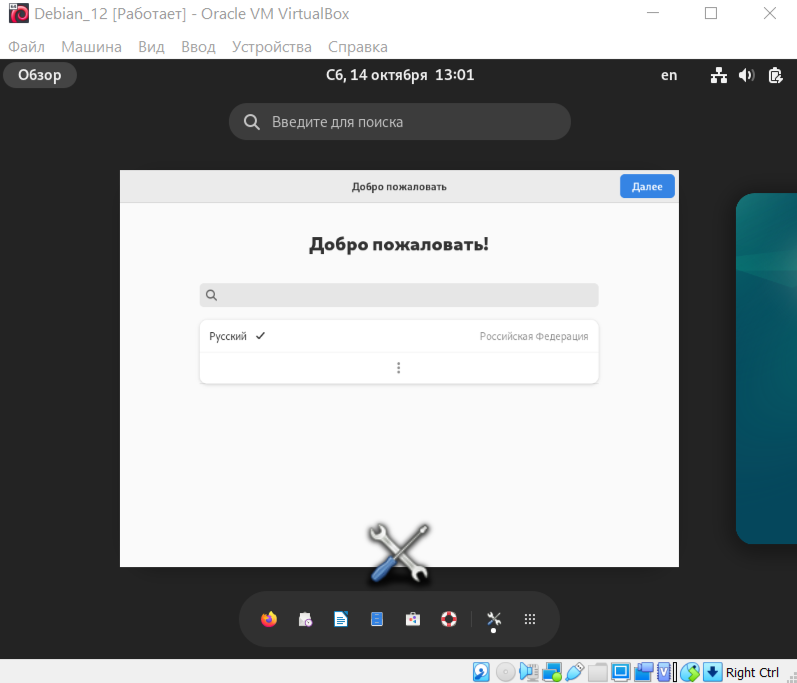 Debian_12 [Работает] - Oracle VM VirtualBox
Файл Машина Вид Ввод Устройства Справка
Обзор Сб, 14 октября 13:01 en
Введите для поиска
Добро пожаловать Далее
Добро пожаловать!
Русский Российская Федерация
Right Ctrl